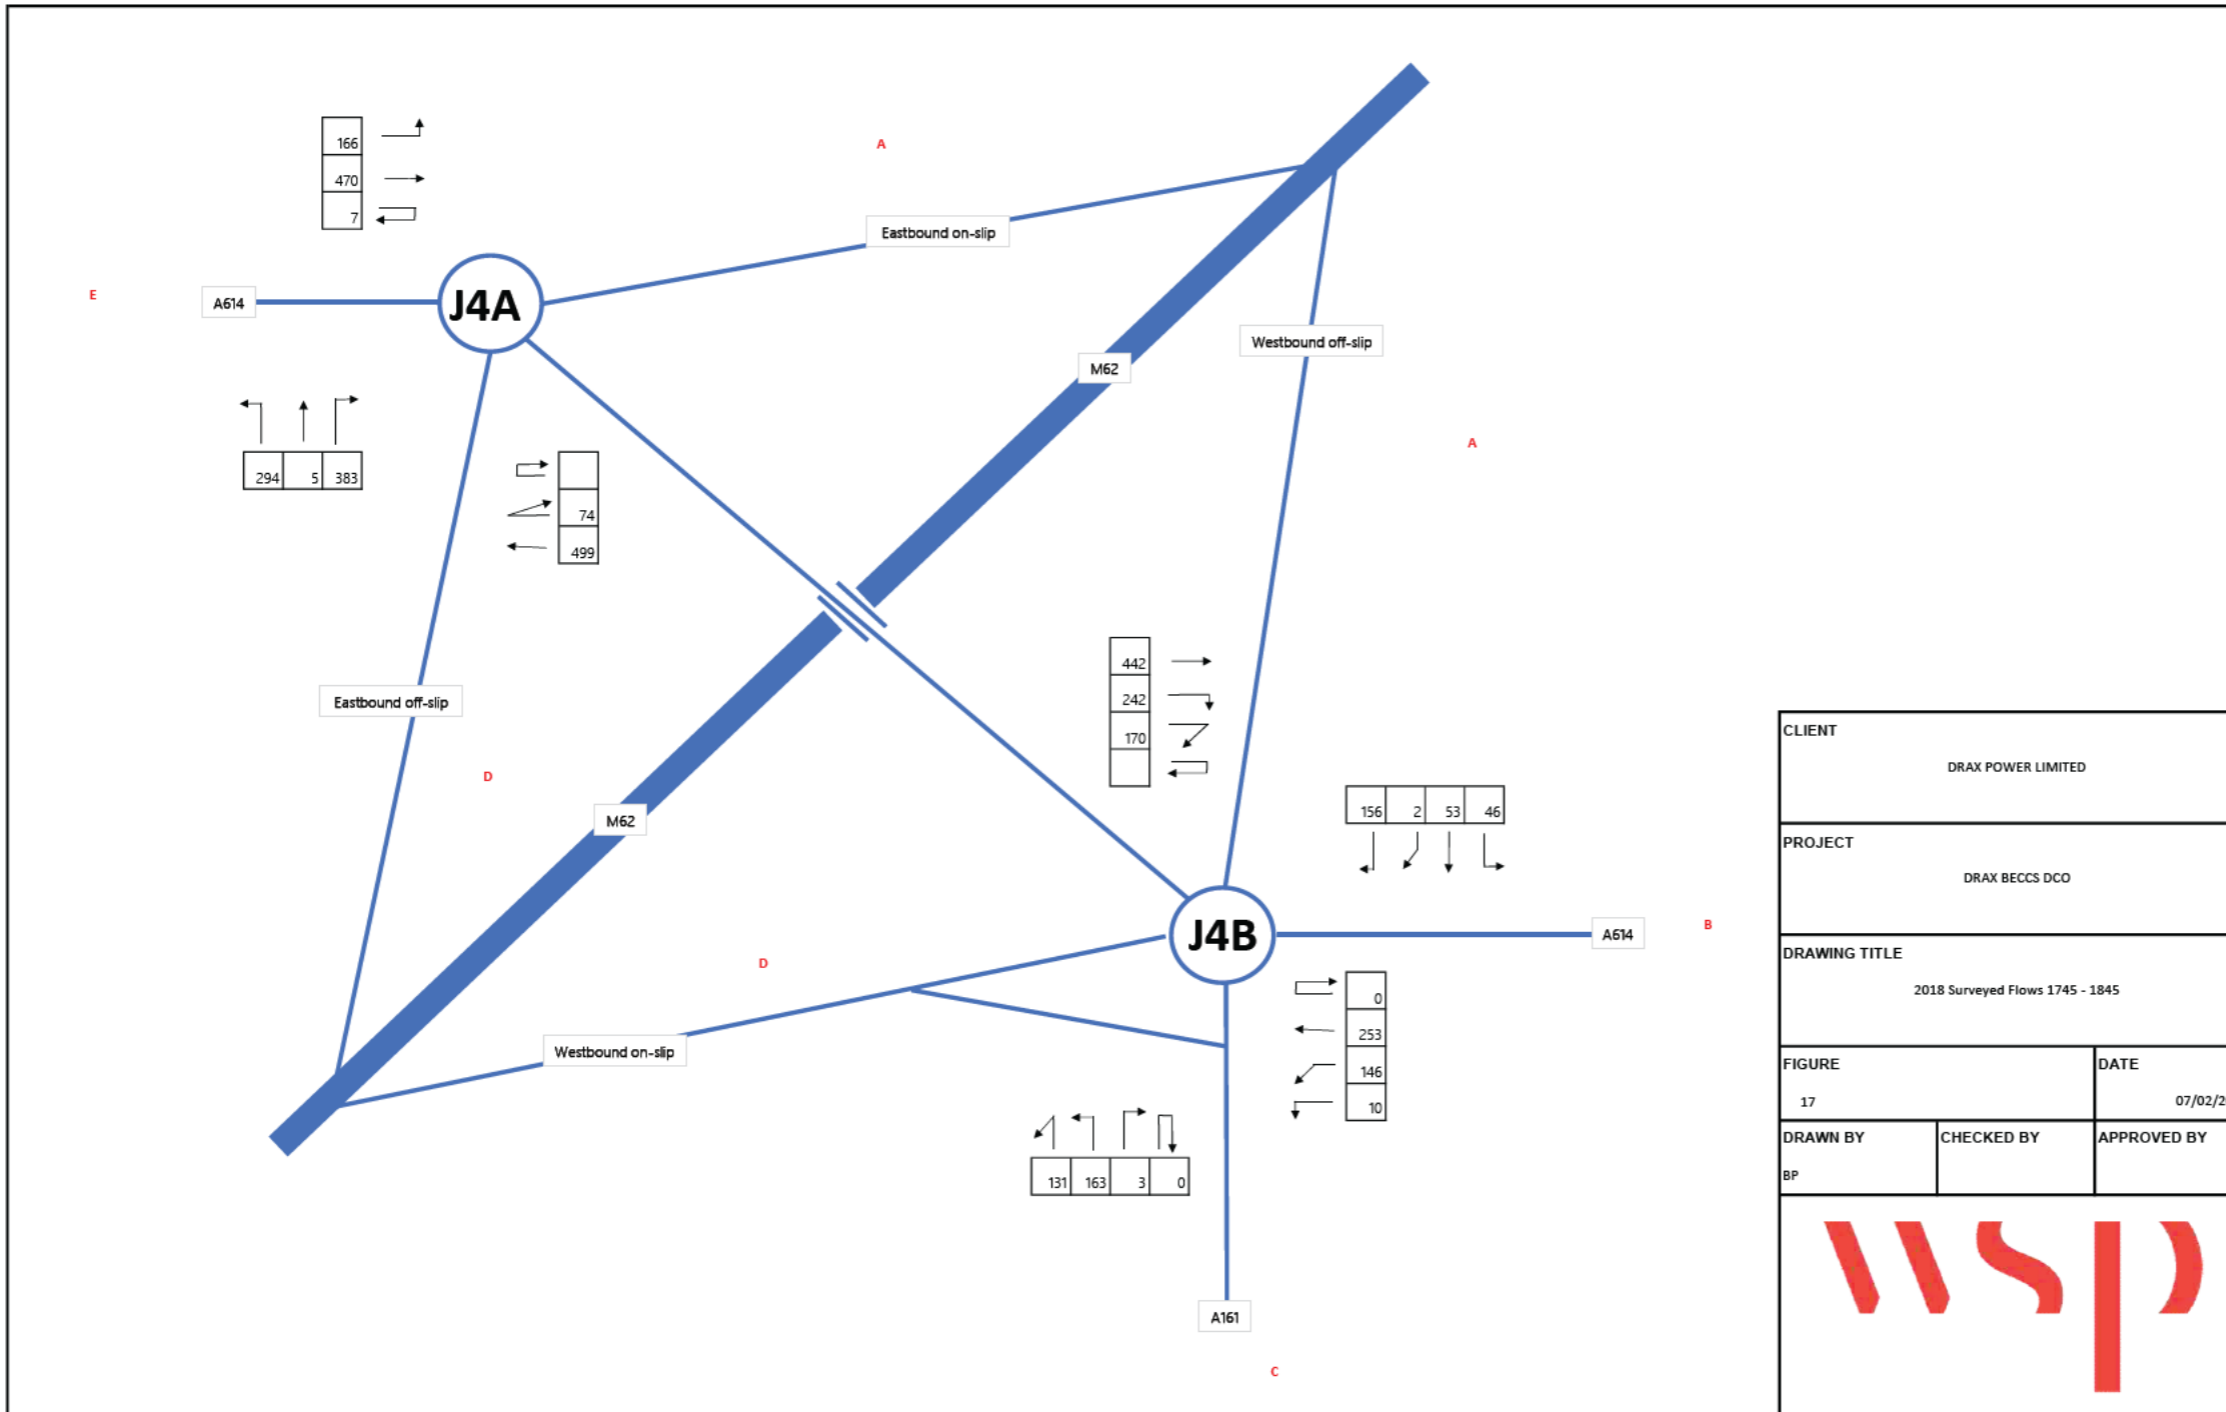 A
166
470
7
Eastbound on-slip
E
A614
J4A
Westbound off-slip
M62
A
294 5 383
74
499
442
242
170
Eastbound off-slip
D
M62
156 2 53 46
J4B
A614
B
D
0
253
146
10
Westbound on-slip
131 163 3 0
A161
C
CLIENT
DRAX POWER LIMITED
PROJECT
DRAX BECCS DCO
DRAWING TITLE
2018 Surveyed Flows 1745 - 1845
FIGURE
17
DATE
07/02/2
DRAWN BY
BP
CHECKED BY
APPROVED BY
wsp